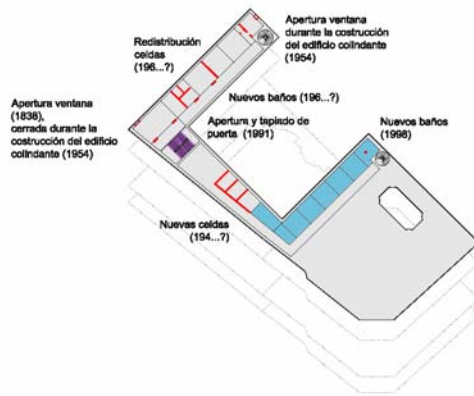 Apertura ventana
durante la costrucción
del edificio colindante
(1954)
Redistribución
celdas
(196...?)
Nuevos baños (196...?)
Apertura ventana
(1838),
cerrada durante la
costrucción del edificio
colindante (1954)
Apertura y tapiado de
puerta (1991)
Nuevos baños
(1998)
Nuevas celdas
(194...?)